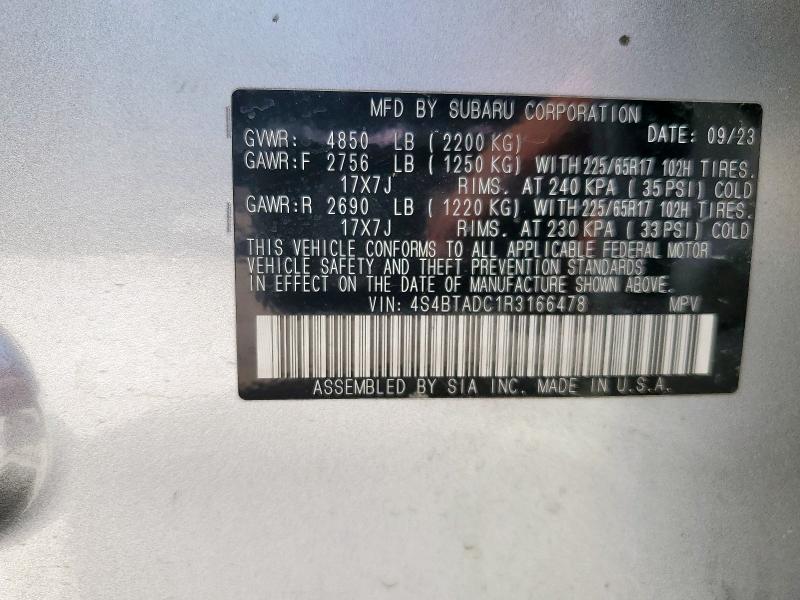 MFD BY SUBARU CORPORATION
DATE: 09/23
GVWR: 4850 LB (2200 KG)
GAWR:F 2756 LB (1250 KG) WITH 225/65R17 102H TIRES.
17X7J RIMS. AT 240 KPA (35 PSI) COLD
GAWR:R 2690 LB (1220 KG) WITH 225/65R17 102H TIRES.
17X7J RIMS. AT 230 KPA (33 PSI) COLD
THIS VEHICLE CONFORMS TO ALL APPLICABLE FEDERAL MOTOR
VEHICLE SAFETY AND THEFT PREVENTION STANDARDS
IN EFFECT ON THE DATE OF MANUFACTURE SHOWN ABOVE.
VIN: 4S4BTADC1R3166478 MPV
ASSEMBLED BY SIA INC. MADE IN U.S.A.